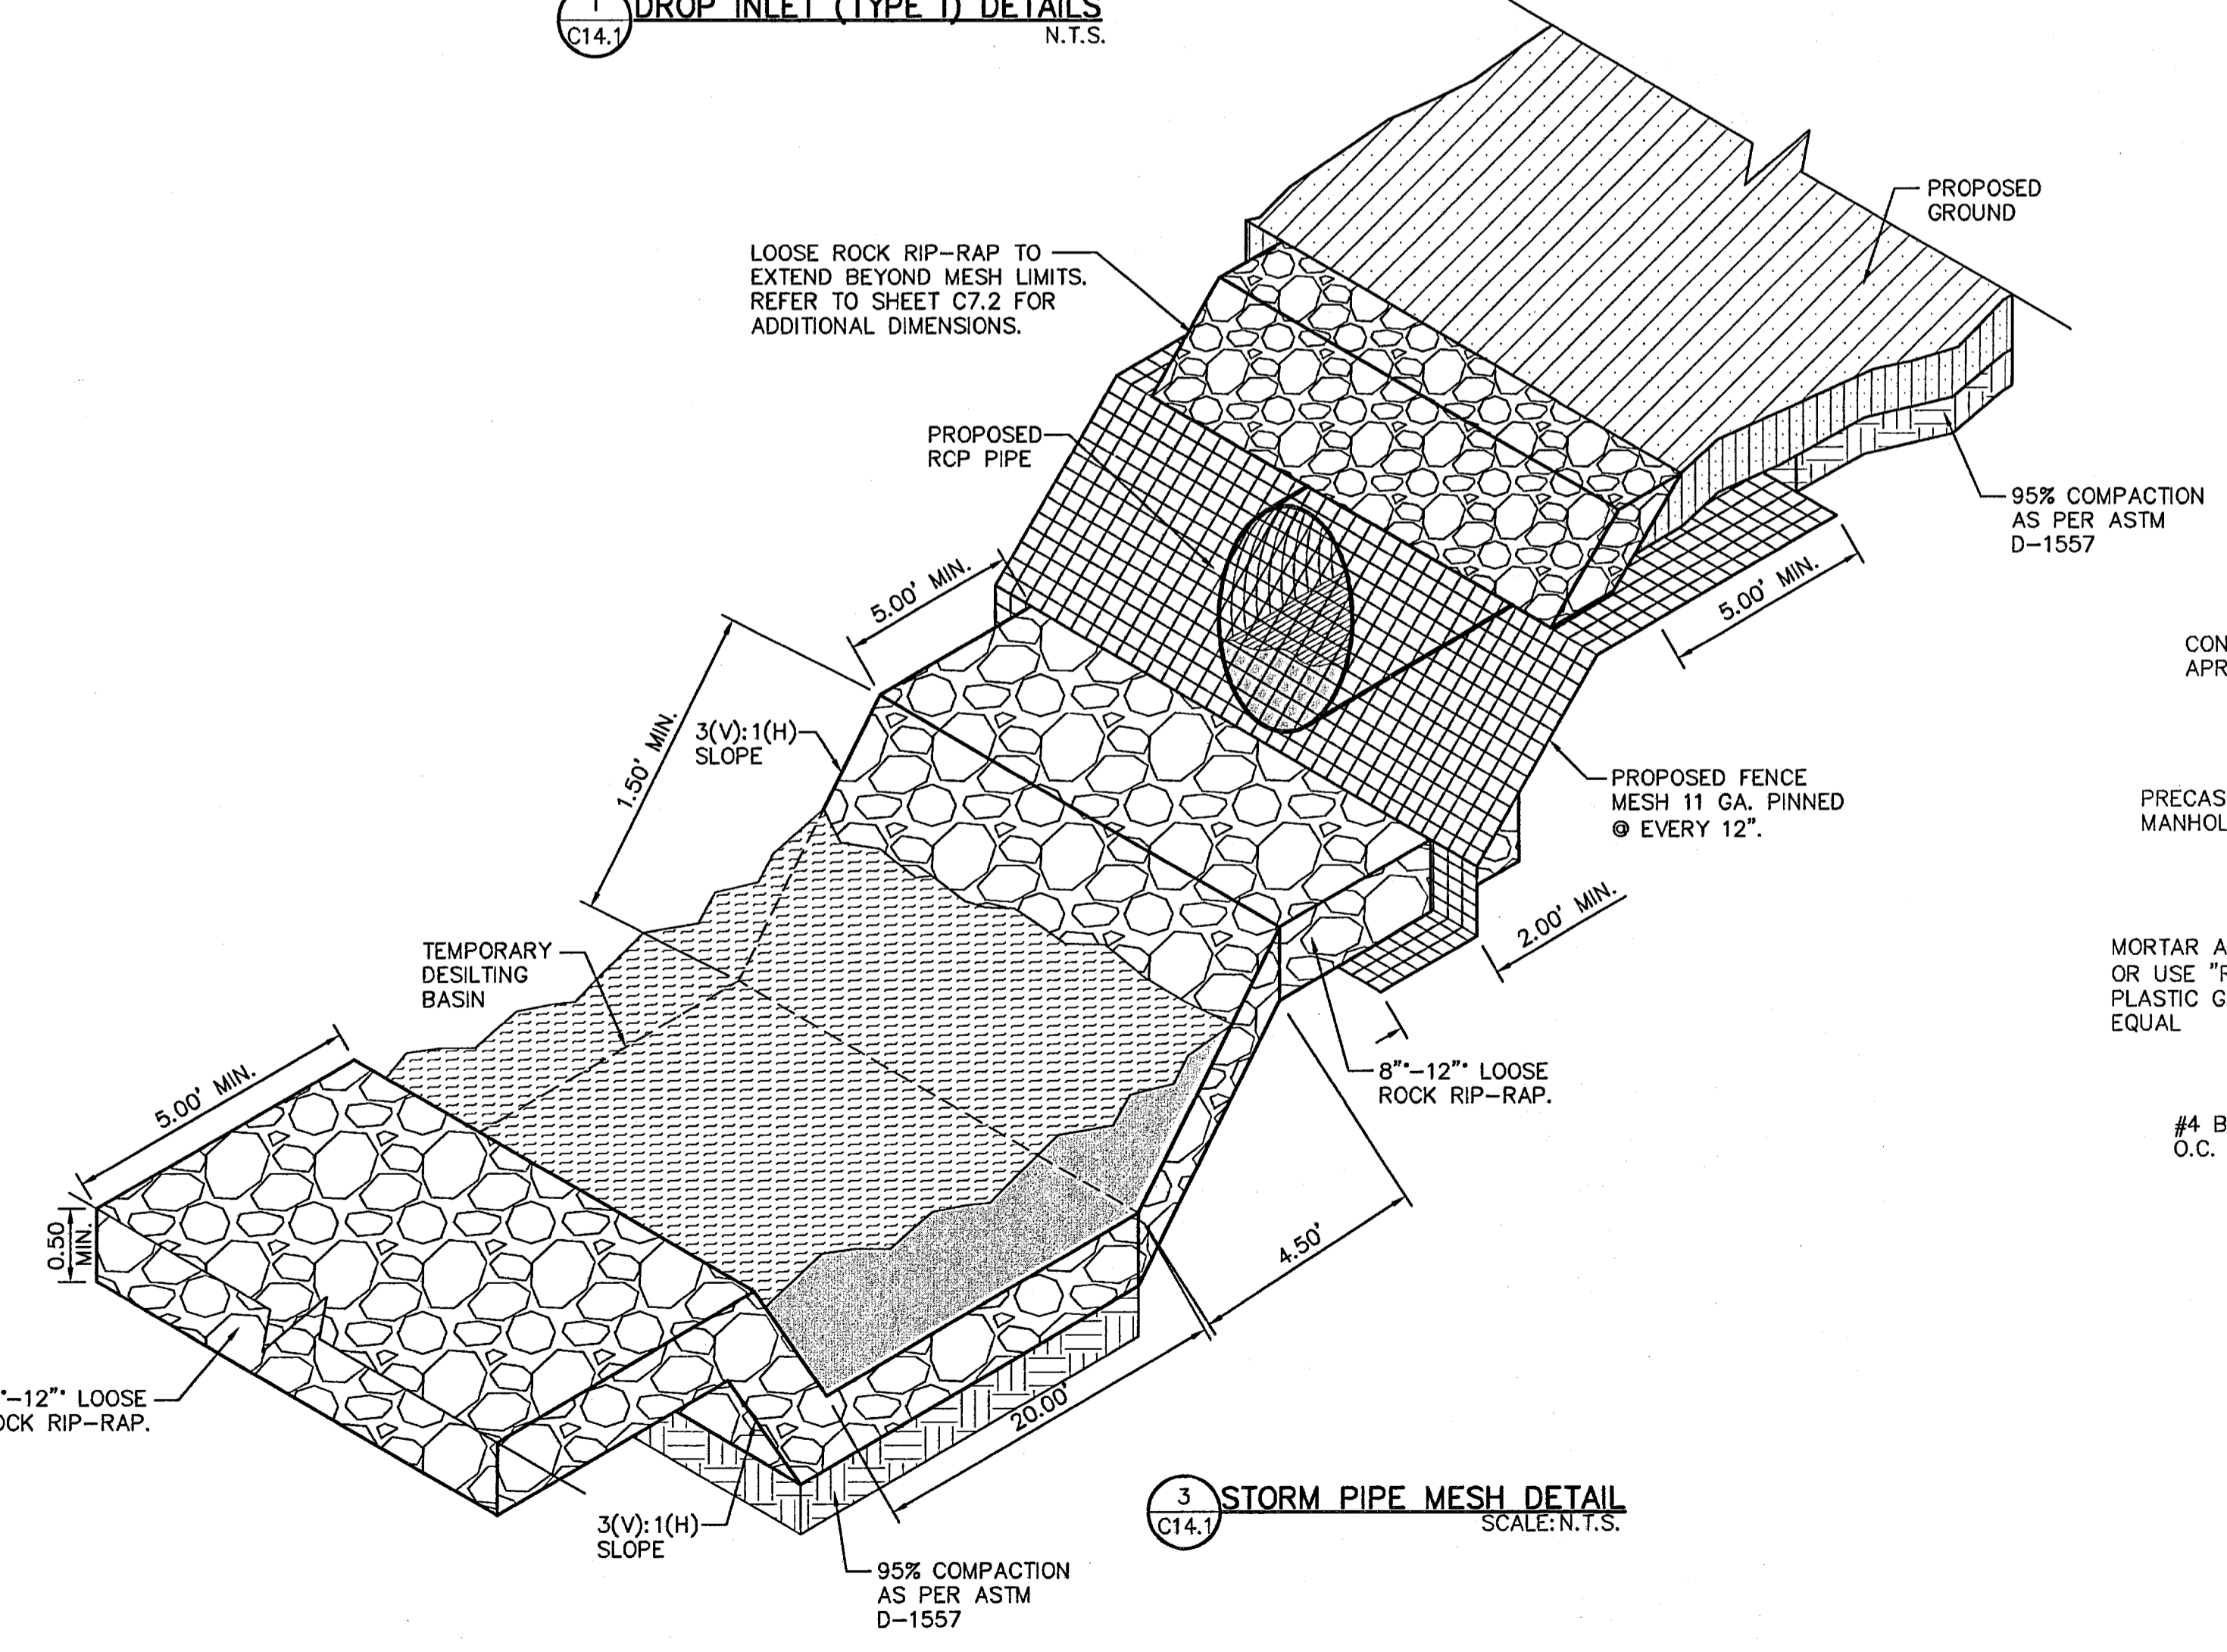 1
DROP INLET (TYPE 1) DETAILS
C14.1
N.T.S.
PROPOSED
GROUND
LOOSE ROCK RIP-RAP TO
EXTEND BEYOND MESH LIMITS.
REFER TO SHEET C7.2 FOR
ADDITIONAL DIMENSIONS.
PROPOSED
RCP PIPE
95% COMPACTION
AS PER ASTM
D-1557
5.00' MIN.
5.00' MIN.
CON
APR
1.50' MIN.
3(V):1(H)
SLOPE
PROPOSED FENCE
MESH 11 GA. PINNED
@ EVERY 12".
PRECAS
MANHOL
2.00' MIN.
TEMPORARY
DESILTING
BASIN
MORTAR A
OR USE "
PLASTIC G
EQUAL
5.00' MIN.
8"-12" LOOSE
ROCK RIP-RAP.
#4 B
O.C.
0.50
MIN.
4.50'
-12" LOOSE
OCK RIP-RAP.
20.00'
3
STORM PIPE MESH DETAIL
C14.1
SCALE: N.T.S.
3(V):1(H)
SLOPE
95% COMPACTION
AS PER ASTM
D-1557